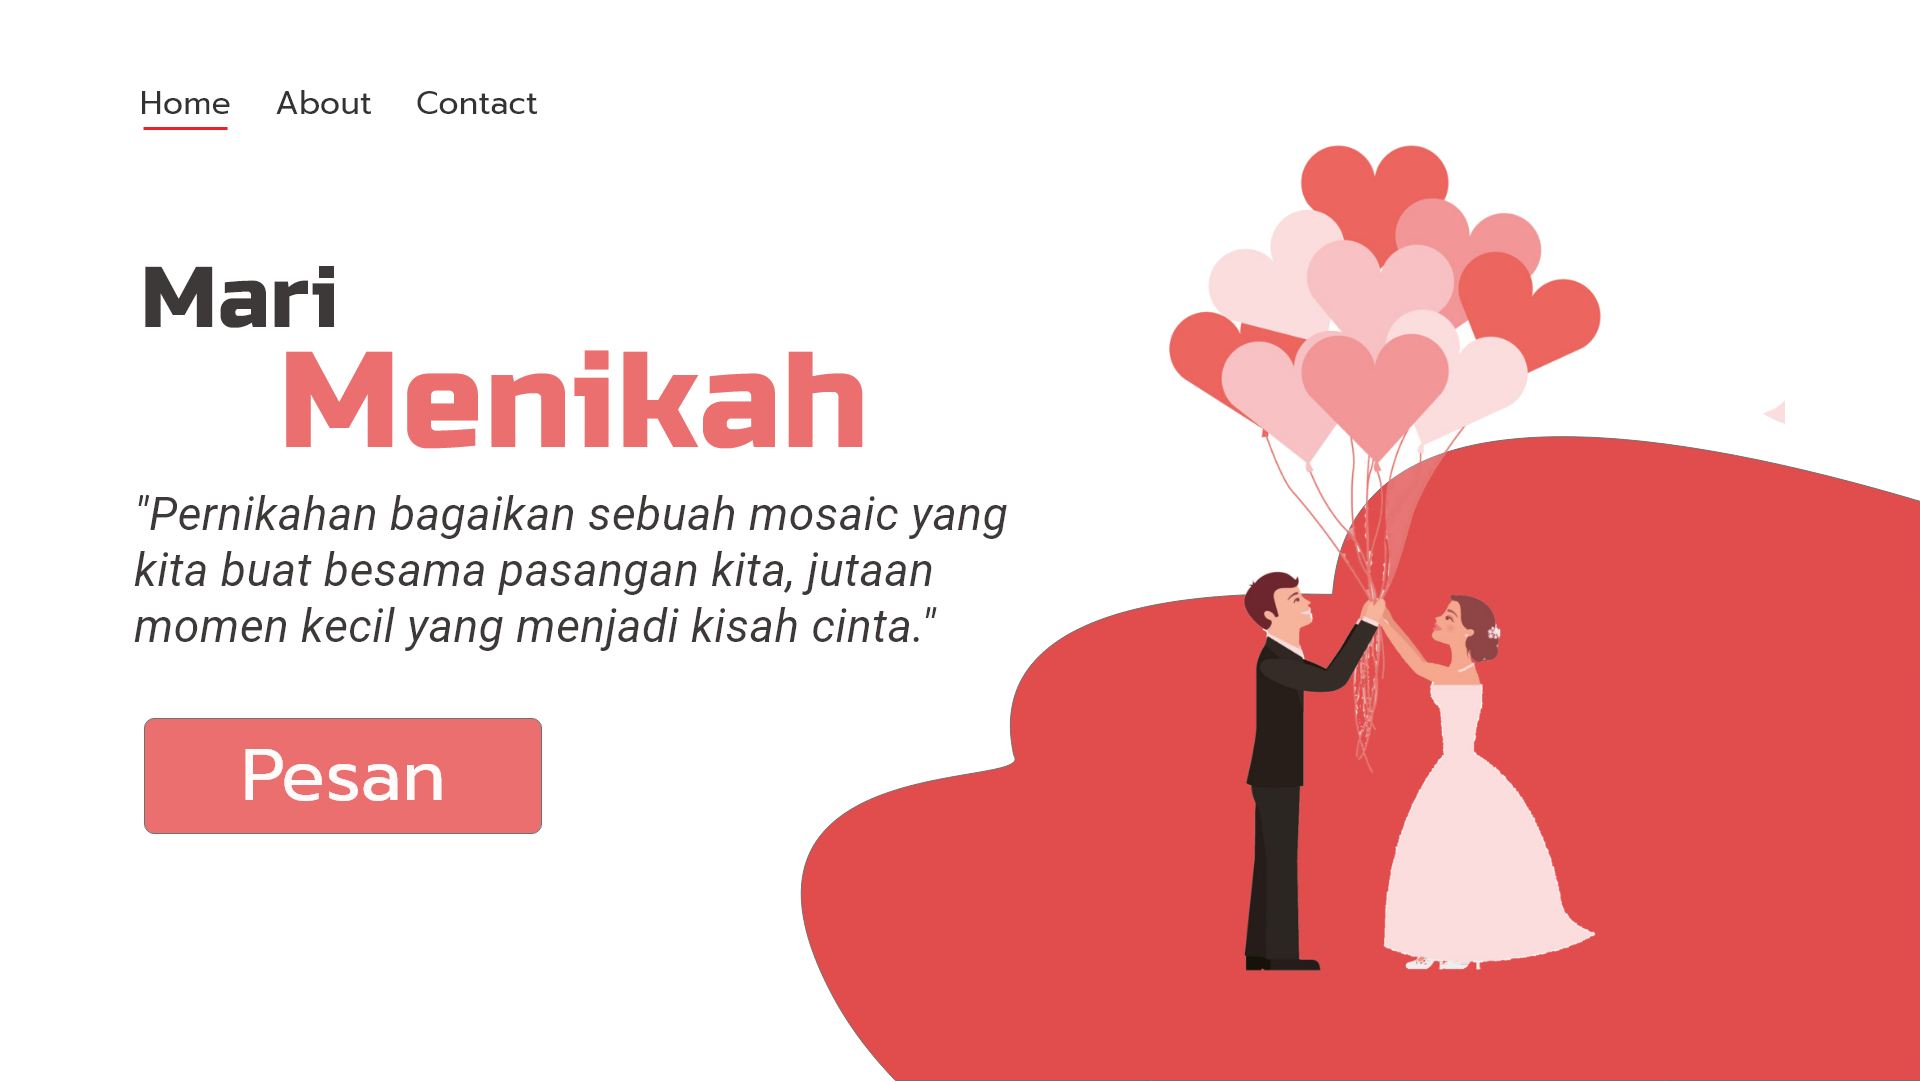 Home About Contact
Mari
Menikah
"Pernikahan bagaikan sebuah mosaic yang
kita buat besama pasangan kita, jutaan
momen kecil yang menjadi kisah cinta."
Pesan